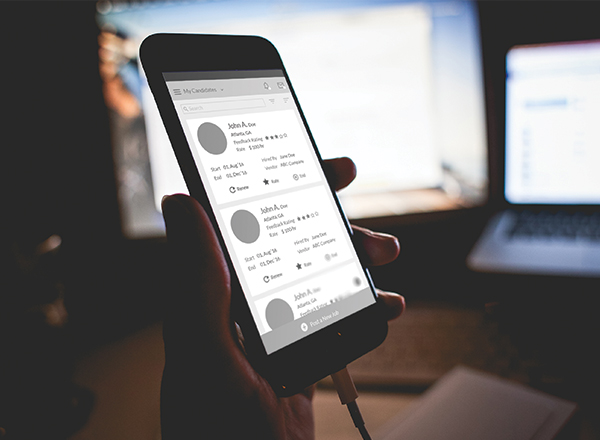 My Candidates
Search
John A. Doe
Atlanta, GA
Feedback Rating
Rate $ 100/hr
Start 01, Aug'16 Hired By Jane Doe
End 01, Dec'16 Vendor ABC Company
Renew Rate End
John A. Doe
Atlanta, GA
Feedback Rating
Rate $ 100/hr
Start 01, Aug'16 Hired By Jane Doe
End 01, Dec'16 Vendor ABC Company
Renew Rate End
John A. Doe
Atlanta, GA
Feedback Rating
Post a New Job